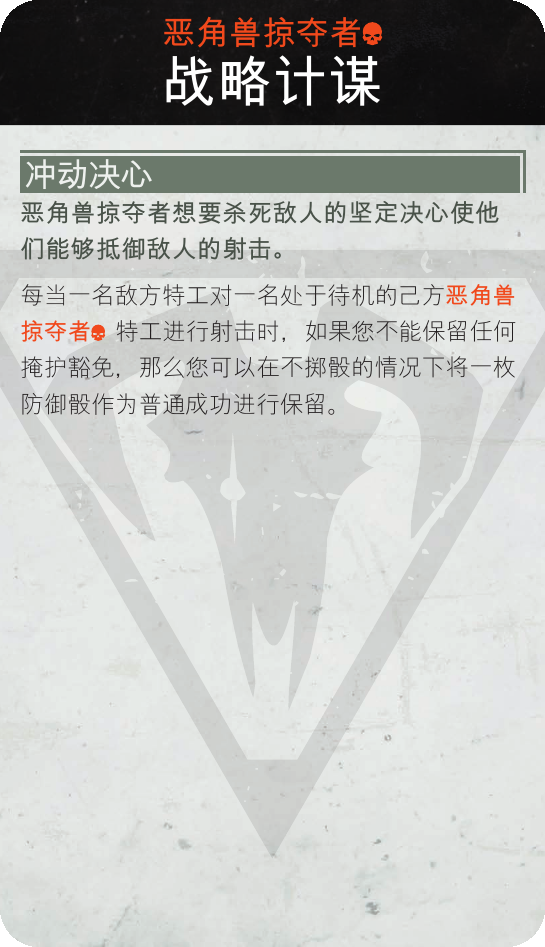 恶角兽掠夺者
战略计谋
冲动决心
恶角兽掠夺者想要杀死敌人的坚定决心使他
们能够抵御敌人的射击。
每当一名敌方特工对一名处于待机的己方恶角兽
掠夺者 特工进行射击时，如果您不能保留任何
掩护豁免，那么您可以在不掷骰的情况下将一枚
防御骰作为普通成功进行保留。